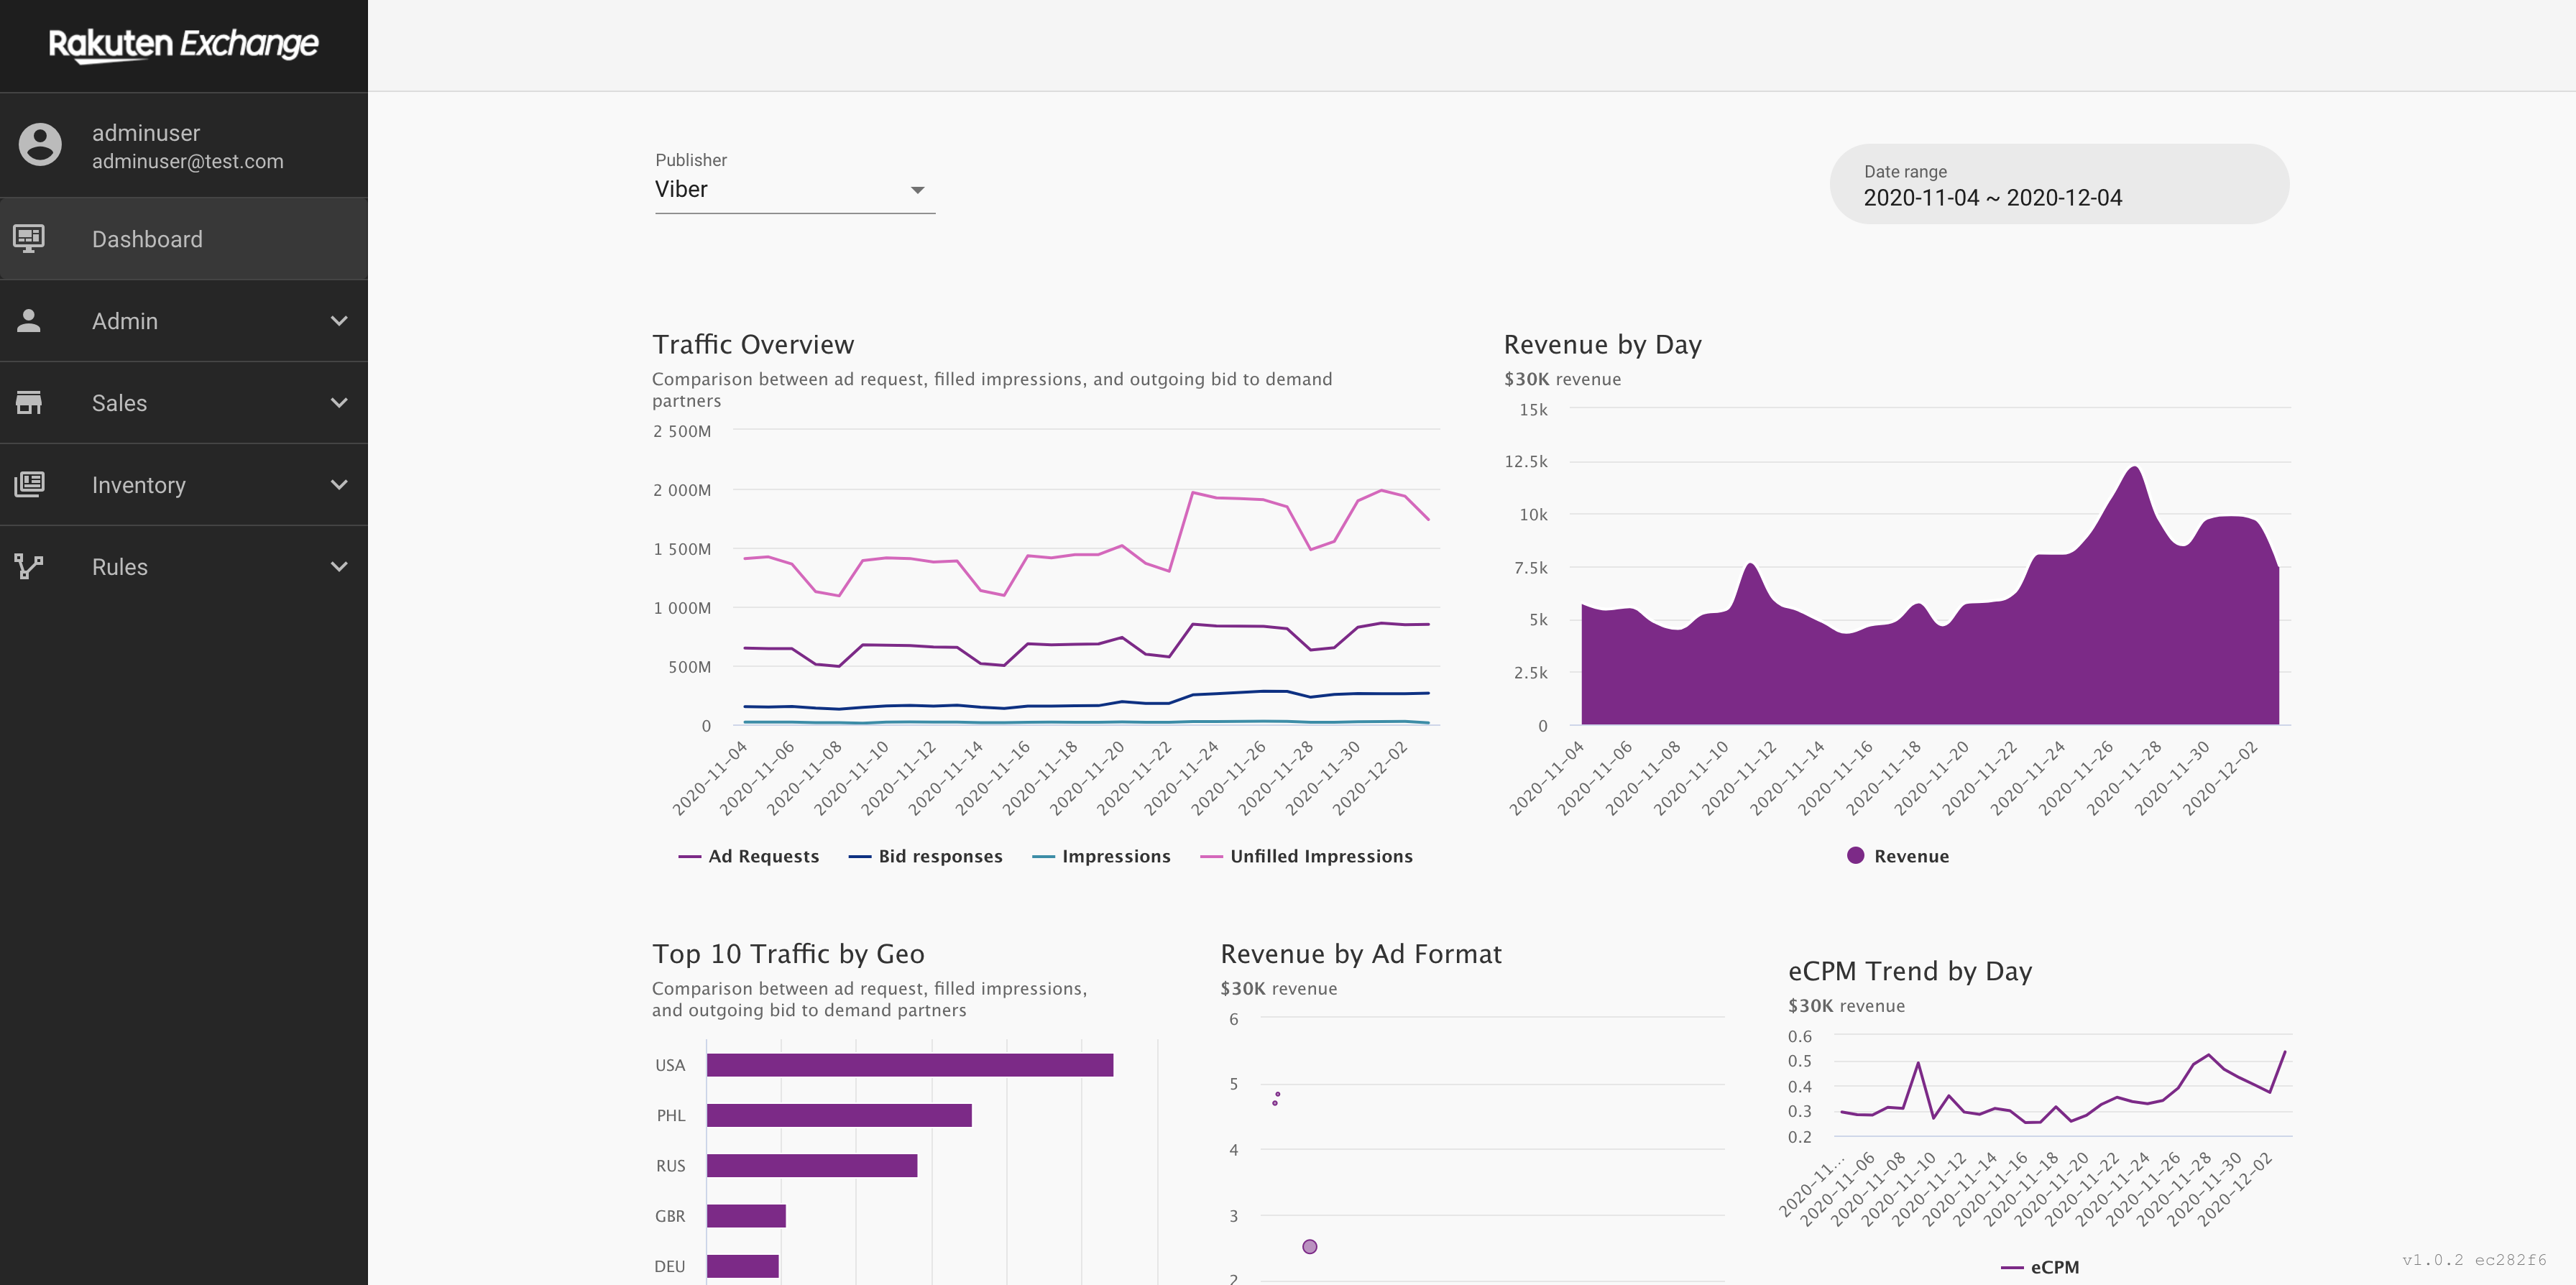 Rakuten Exchange
adminuser
adminuser@test.com
Dashboard
Admin
Sales
Inventory
Rules
Publisher
Viber
Date range
2020-11-04 ~ 2020-12-04
Traffic Overview
Comparison between ad request, filled impressions, and outgoing bid to demand
partners
2 500M
2 000M
1 500M
1 000M
500M
0
2020-11-04
2020-11-06
2020-11-08
2020-11-10
2020-11-12
2020-11-14
2020-11-16
2020-11-18
2020-11-20
2020-11-22
2020-11-24
2020-11-26
2020-11-28
2020-11-30
2020-12-02
Ad Requests
Bid responses
Impressions
Unfilled Impressions
Revenue by Day
$30K revenue
15k
12.5k
10k
7.5k
5k
2.5k
0
2020-11-04
2020-11-06
2020-11-08
2020-11-10
2020-11-12
2020-11-14
2020-11-16
2020-11-18
2020-11-20
2020-11-22
2020-11-24
2020-11-26
2020-11-28
2020-11-30
2020-12-02
Revenue
Top 10 Traffic by Geo
Comparison between ad request, filled impressions,
and outgoing bid to demand partners
USA
PHL
RUS
GBR
DEU
Revenue by Ad Format
$30K revenue
6
5
4
3
2
eCPM Trend by Day
$30K revenue
0.6
0.5
0.4
0.3
0.2
2020-11...
2020-11-06
2020-11-08
2020-11-10
2020-11-12
2020-11-14
2020-11-16
2020-11-18
2020-11-20
2020-11-22
2020-11-24
2020-11-26
2020-11-28
2020-11-30
2020-12-02
eCPM
v1.0.2 ec282f6